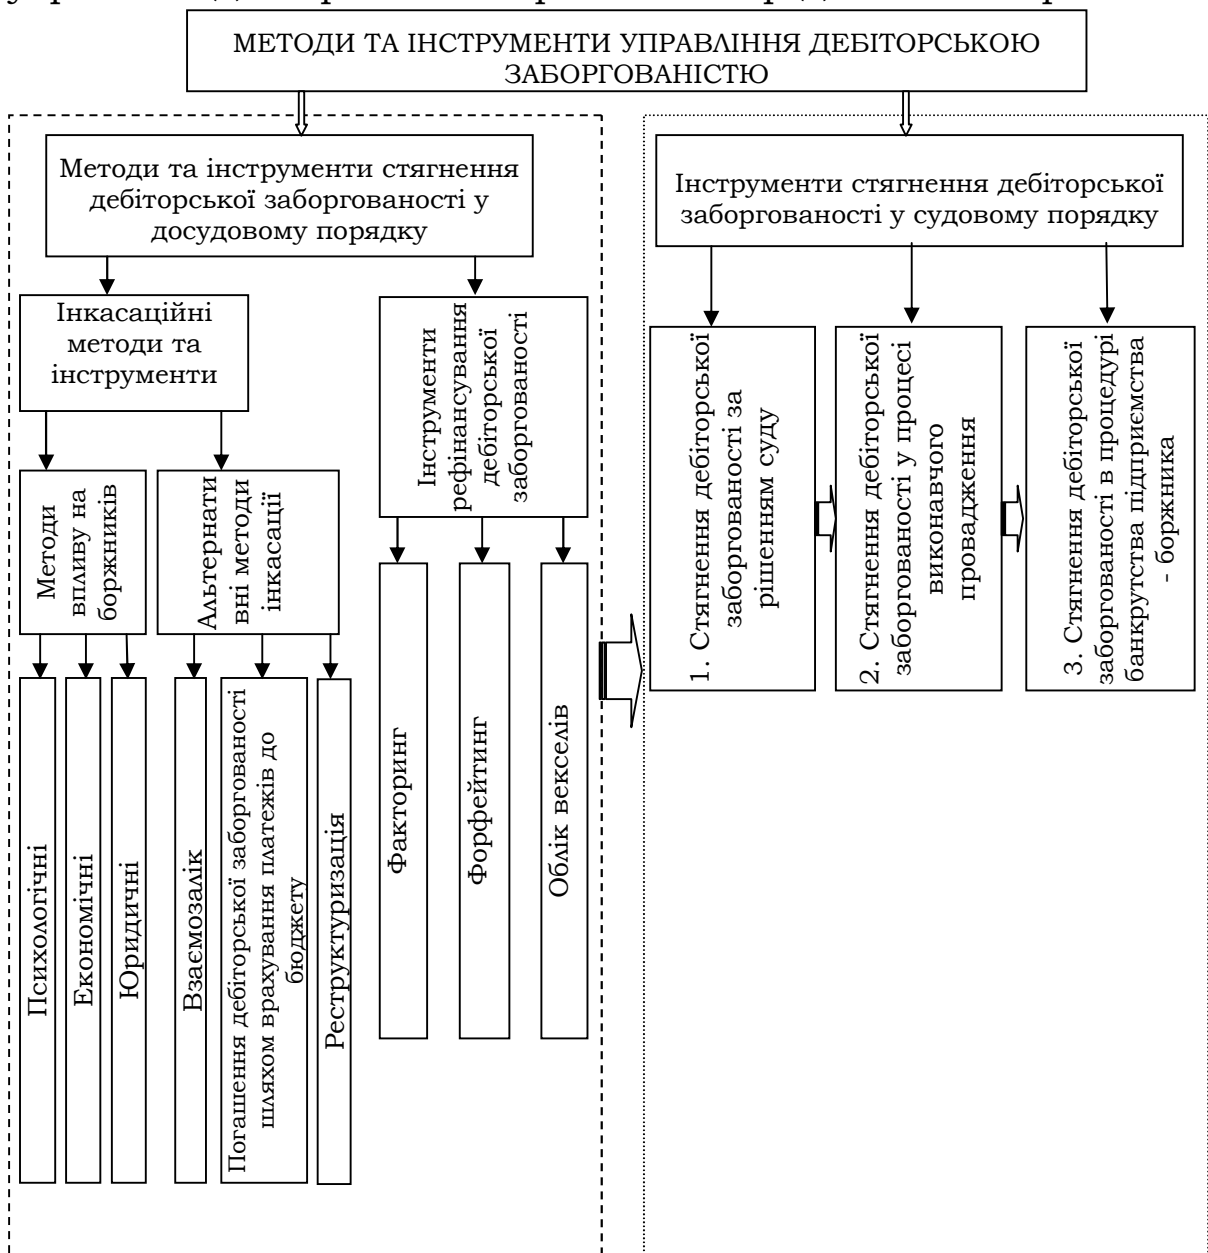 МЕТОДИ ТА ІНСТРУМЕНТИ УПРАВЛІННЯ ДЕБІТОРСЬКОЮ
ЗАБОРГОВАНІСТЮ
Методи та інструменти стягнення
дебіторської заборгованості у
досудовому порядку
Інструменти стягнення дебіторської
заборгованості у судовому порядку
Інкасаційні
методи та
інструменти
Інструменти
рефінансування
дебіторської
заборгованості
Методи
впливу на
боржників
Альтернати
вні методи
інкасації
Психологічні
Економічні
Юридичні
Взаємозалік
Погашення дебіторської заборгованості
шляхом врахування платежів до
бюджету
Реструктуризація
Факторинг
Форфейтинг
Облік векселів
1. Стягнення дебіторської
заборгованості за
рішенням суду
2. Стягнення дебіторської
заборгованості у процесі
виконавчого
провадження
3. Стягнення дебіторської
заборгованості в процедурі
банкрутства підприємства
- боржника